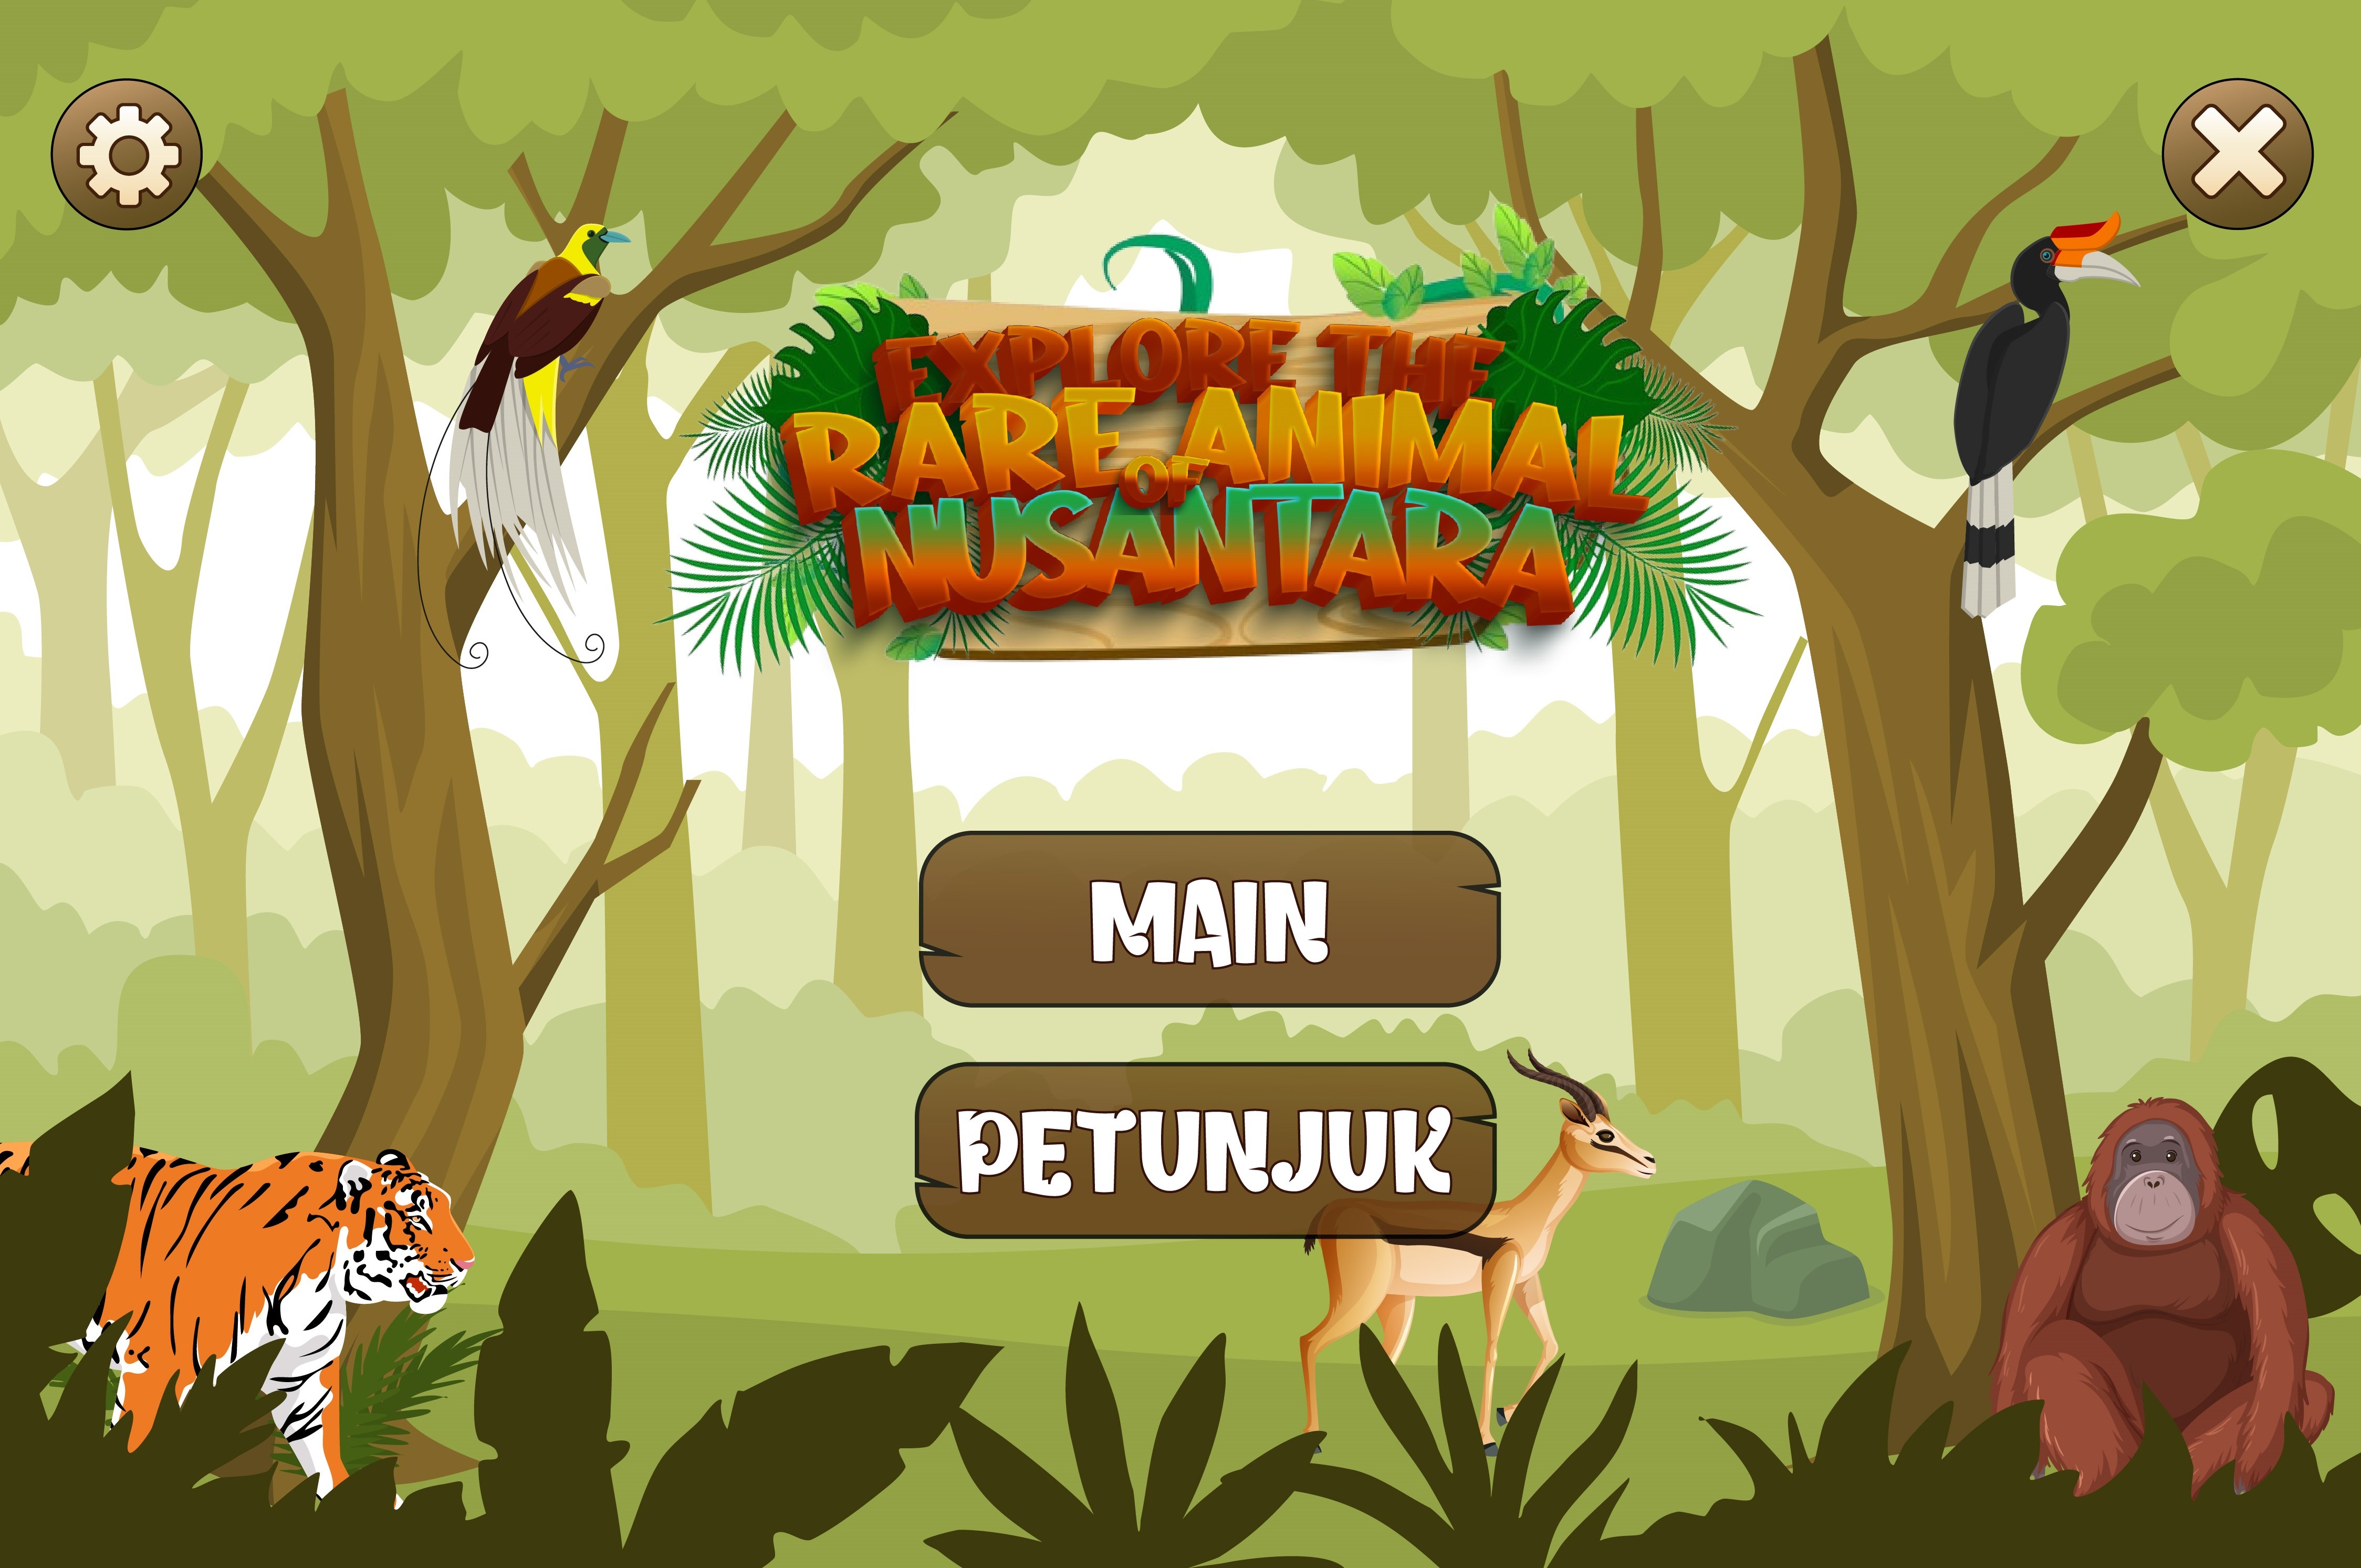 EXPLORE THE
RARE ANIMAL
OF
NUSANTARA
MAIN
PETUNJUK